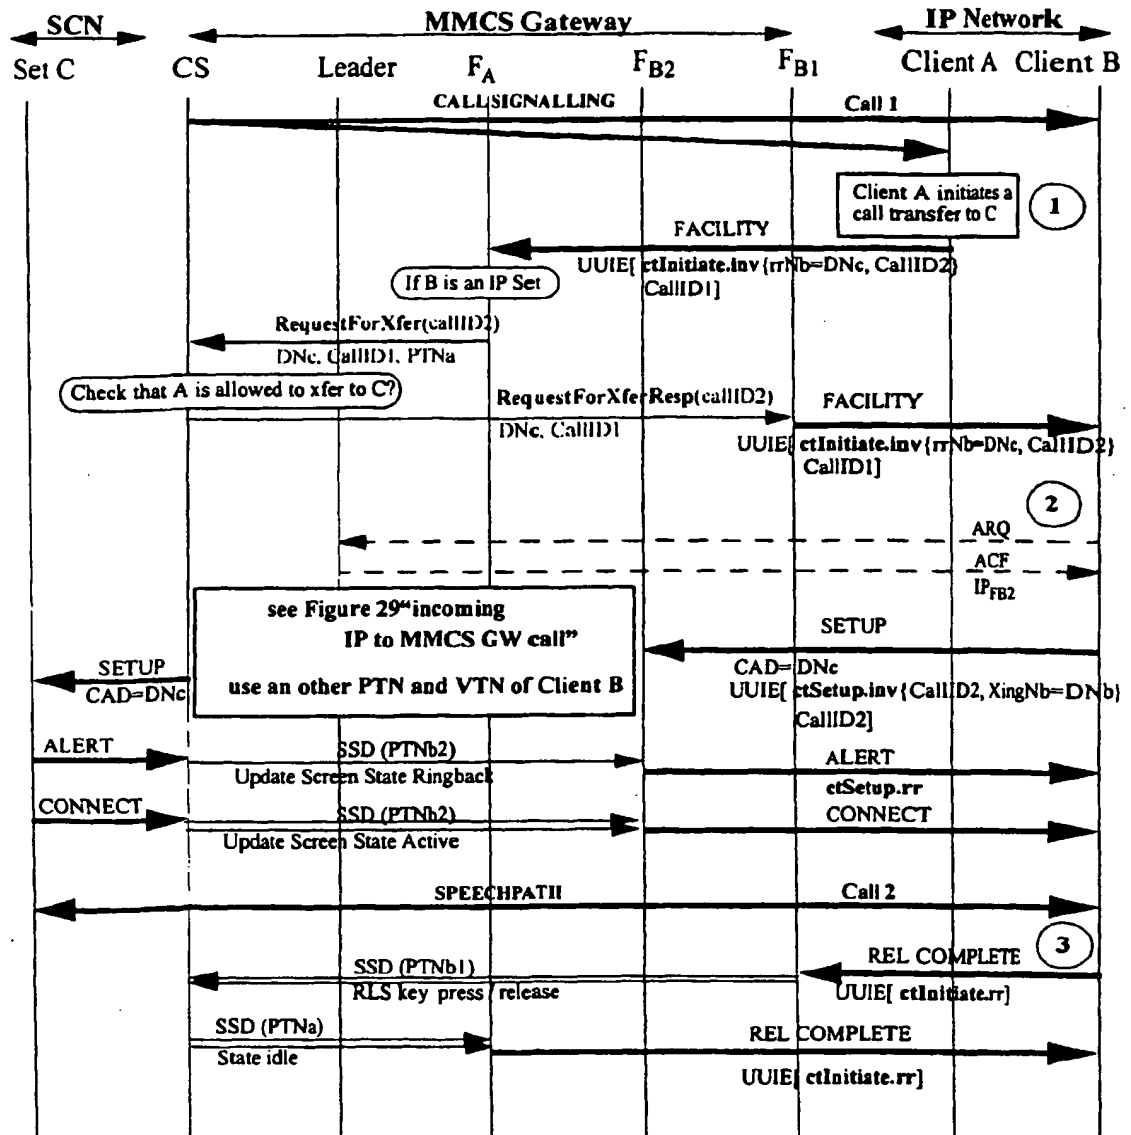 SCN MMCS Gateway IP Network
Set C CS Leader FA FB2 FB1 Client A Client B
CALL SIGNALLING Call 1
Client A initiates a
call transfer to C
1
FACILITY
UUIE[ ctInitiate.inv{rrNb=DNc, CallID2}
CallID1]
If B is an IP Set
RequestForXfer(callID2)
DNc, CallID1, PTNa
Check that A is allowed to xfer to C?
RequestForXferResp(callID2)
DNc, CallID1
FACILITY
UUIE[ ctInitiate.inv{rrNb=DNc, CallID2}
CallID1]
2
ARQ
ACF
IPFB2
see Figure 29"incoming
IP to MMCS GW call"
use an other PTN and VTN of Client B
SETUP
CAD=DNc
UUIE[ ctSetup.inv{CallID2, XingNb=DNb}
CallID2]
SETUP
CAD=DNc
ALERT
SSD (PTNb2)
Update Screen State Ringback
ALERT
ctSetup.rr
CONNECT
SSD (PTNb2)
Update Screen State Active
CONNECT
SPEECHPATH Call 2
3
REL COMPLETE
UUIE[ ctInitiate.rr]
SSD (PTNb1)
RLS key press / release
SSD (PTNa)
State idle
REL COMPLETE
UUIE[ ctInitiate.rr]